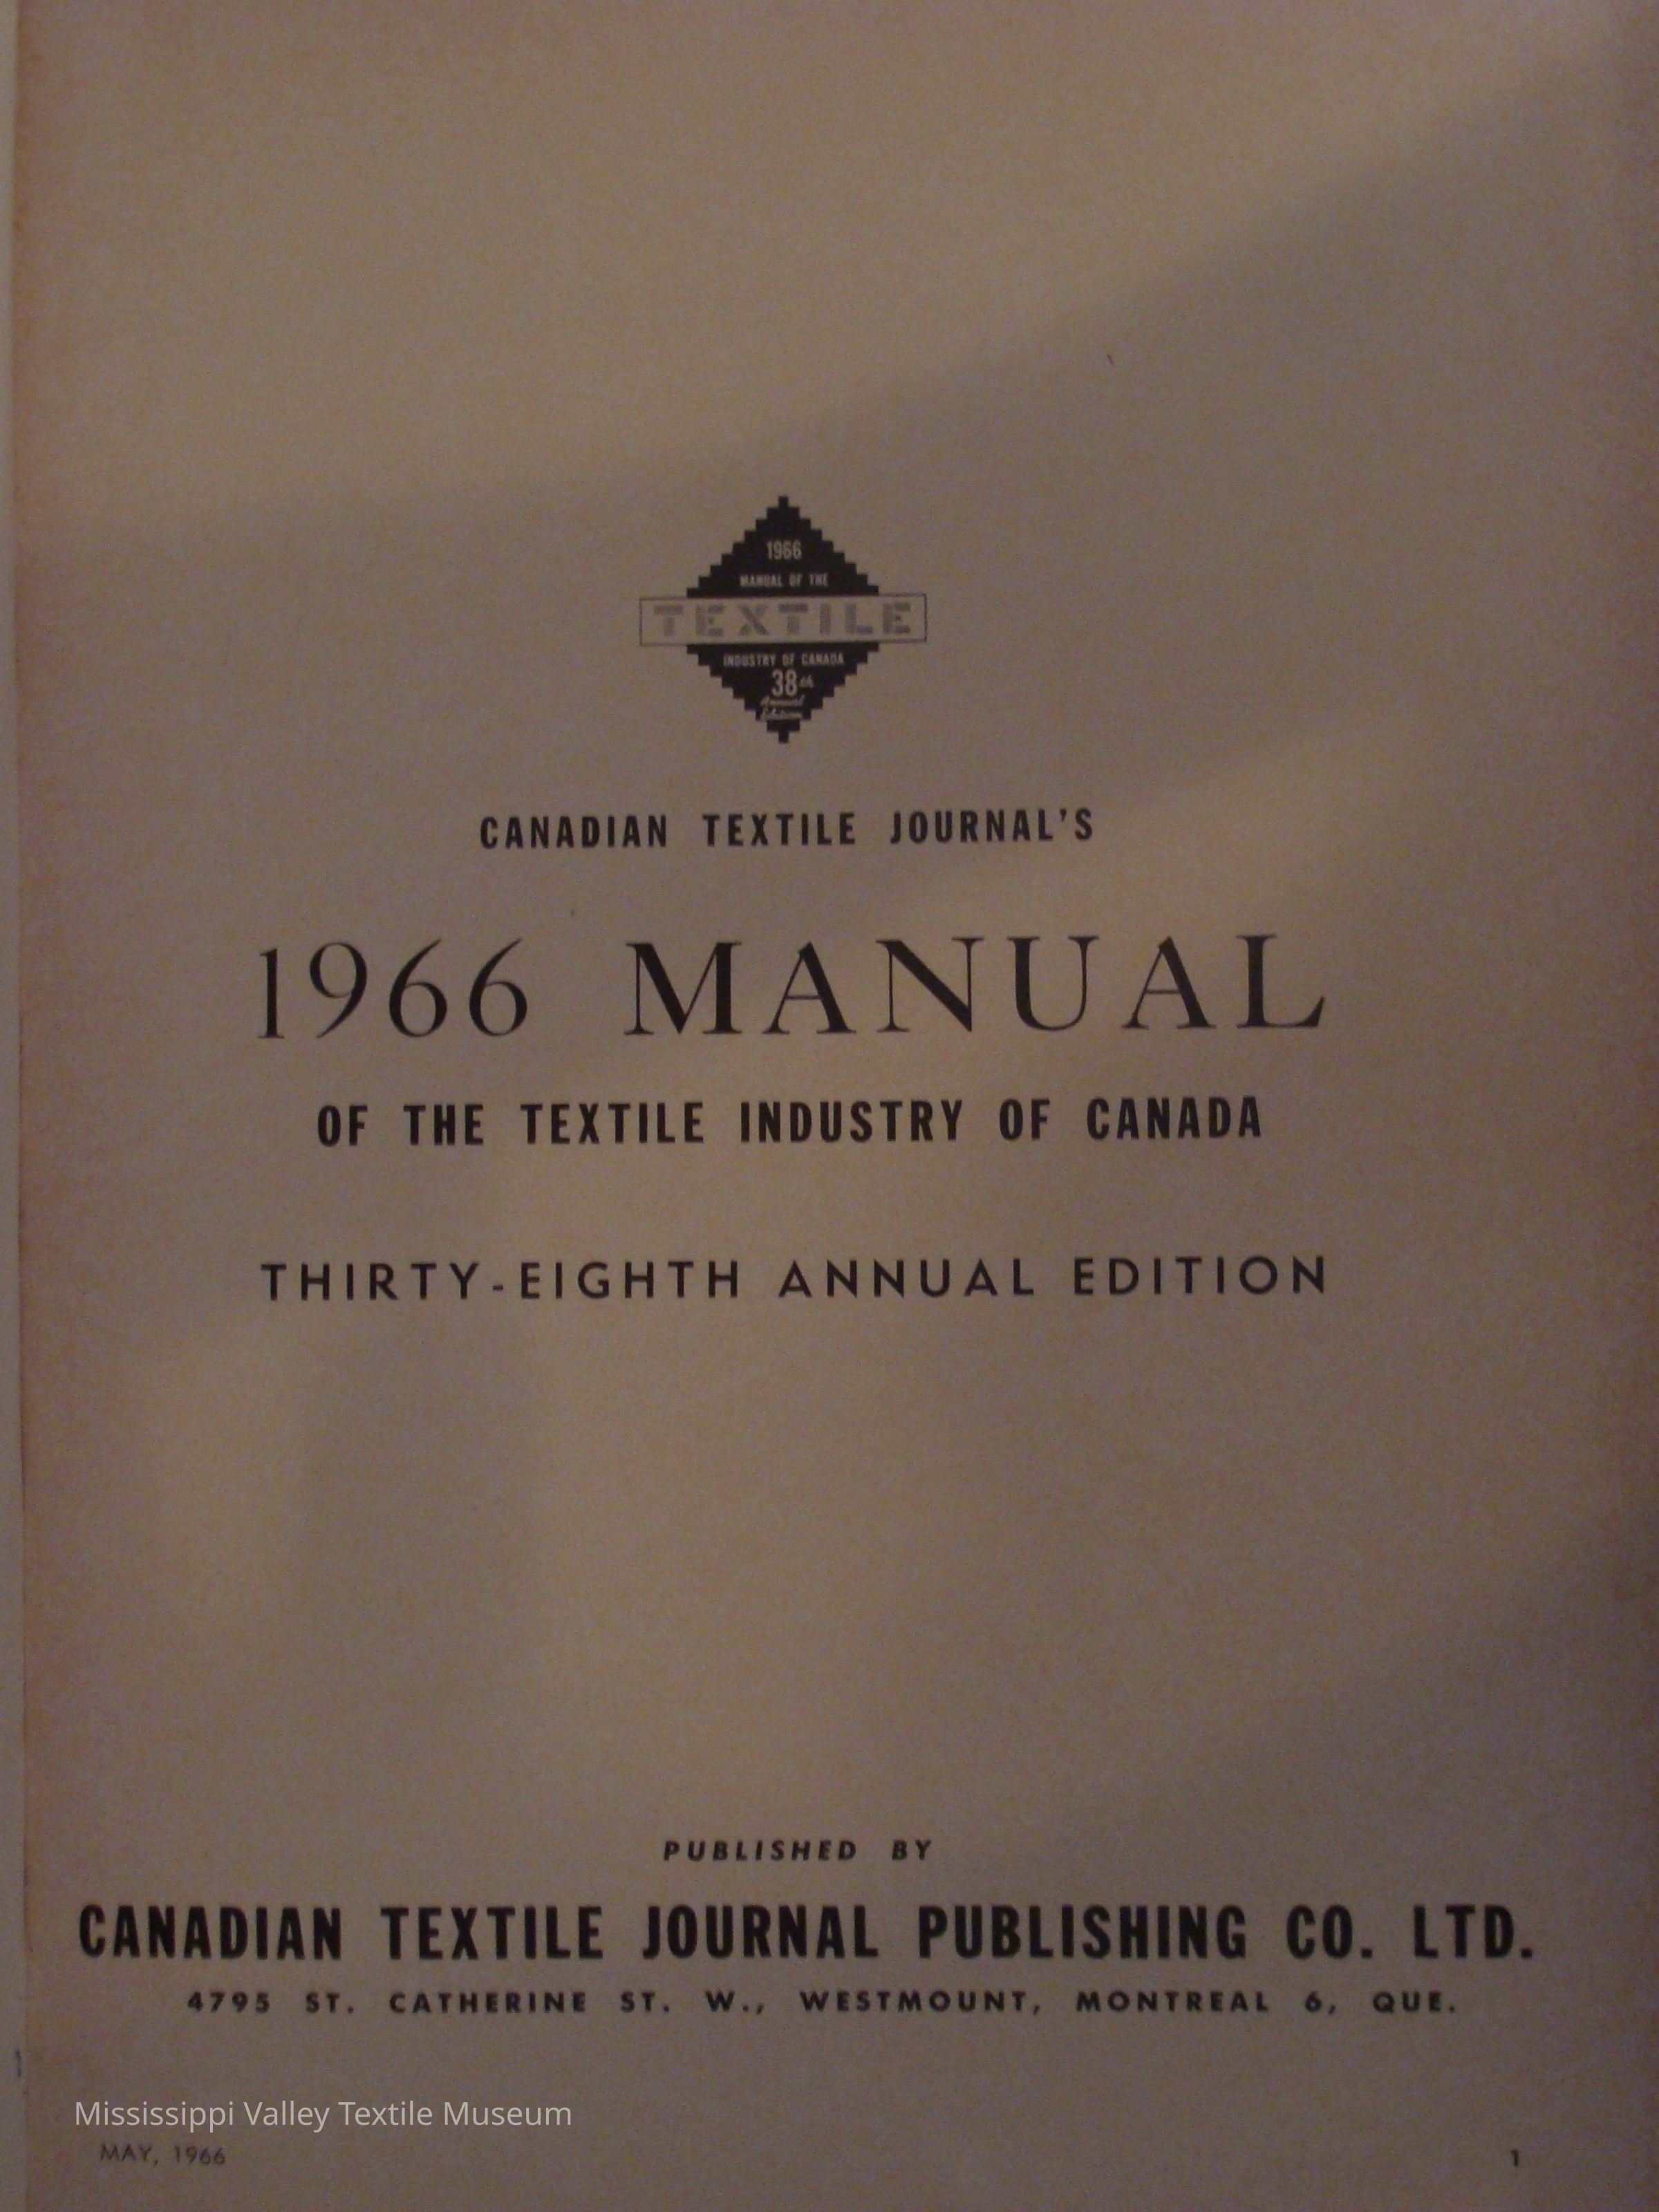 1966
MANUAL OF THE
TEXTILE
INDUSTRY OF CANADA
38th
Annual
Edition
CANADIAN TEXTILE JOURNAL'S
1966 MANUAL
OF THE TEXTILE INDUSTRY OF CANADA
THIRTY-EIGHTH ANNUAL EDITION
PUBLISHED BY
CANADIAN TEXTILE JOURNAL PUBLISHING CO. LTD.
4795 ST. CATHERINE ST. W., WESTMOUNT, MONTREAL 6, QUE.
Mississippi Valley Textile Museum
MAY, 1966 1